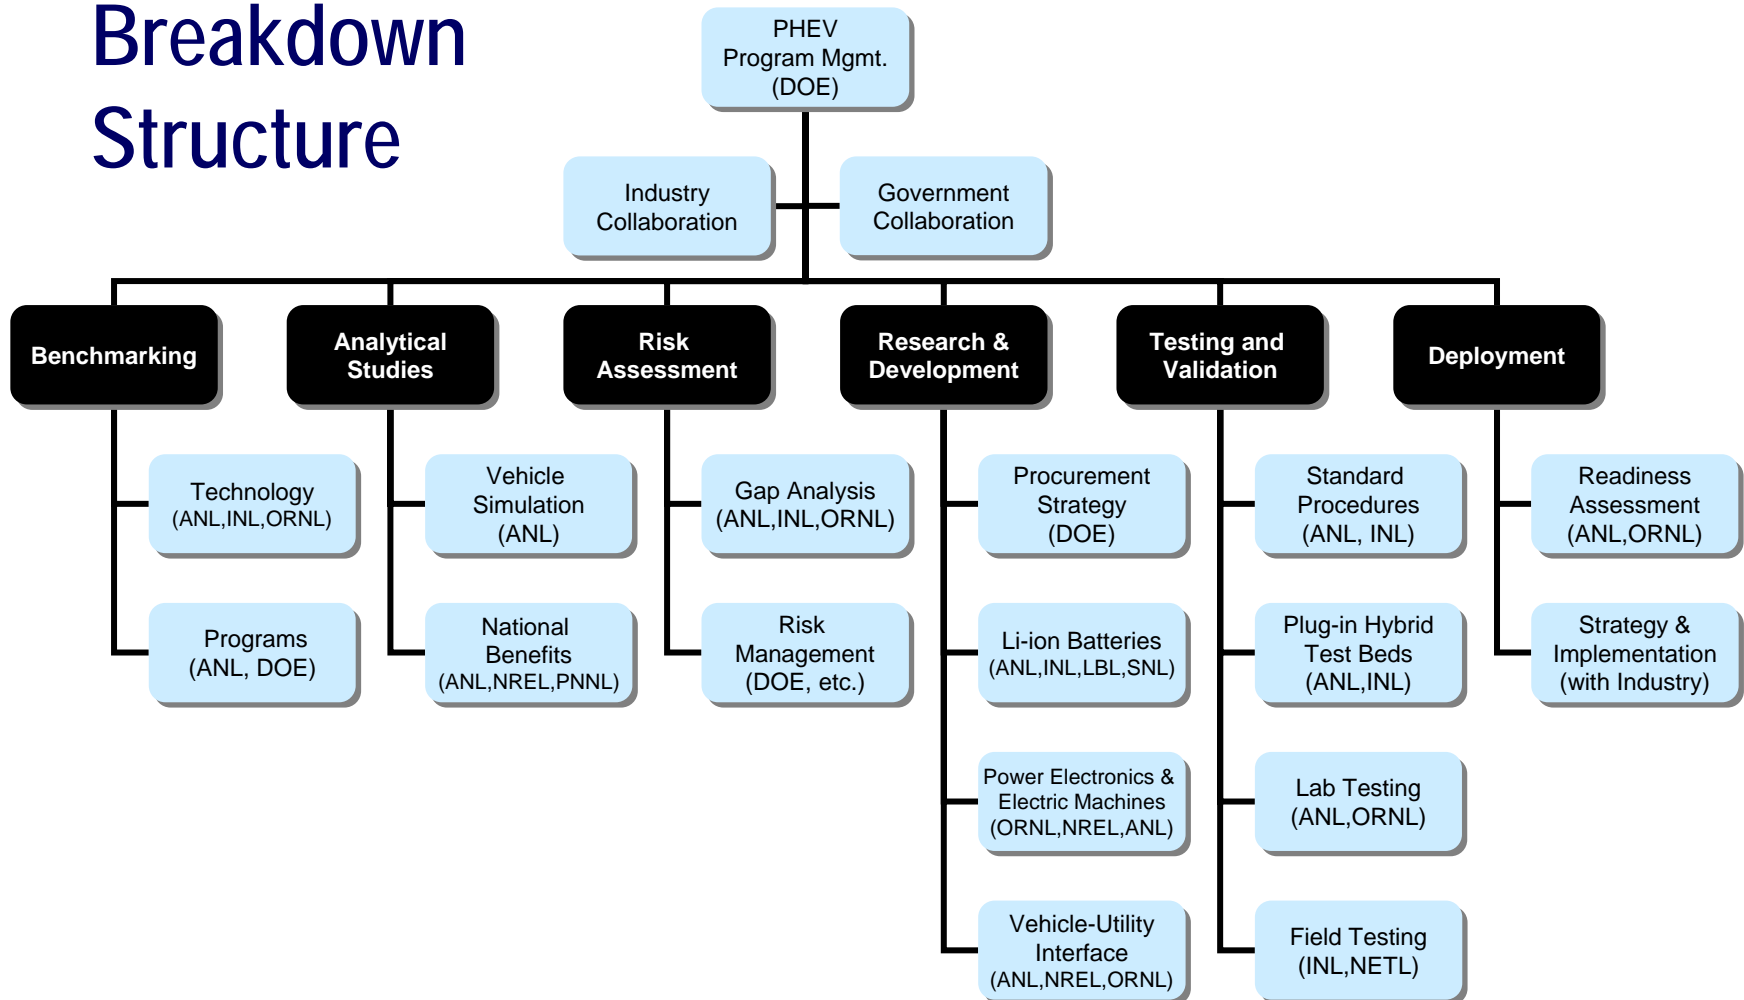 Breakdown
Structure
PHEV
Program Mgmt.
(DOE)
Industry
Collaboration
Government
Collaboration
Benchmarking
Analytical
Studies
Risk
Assessment
Research &
Development
Testing and
Validation
Deployment
Technology
(ANL,INL,ORNL)
Vehicle
Simulation
(ANL)
Gap Analysis
(ANL,INL,ORNL)
Procurement
Strategy
(DOE)
Standard
Procedures
(ANL, INL)
Readiness
Assessment
(ANL,ORNL)
Programs
(ANL, DOE)
National
Benefits
(ANL,NREL,PNNL)
Risk
Management
(DOE, etc.)
Li-ion Batteries
(ANL,INL,LBL,SNL)
Plug-in Hybrid
Test Beds
(ANL,INL)
Strategy &
Implementation
(with Industry)
Power Electronics &
Electric Machines
(ORNL,NREL,ANL)
Lab Testing
(ANL,ORNL)
Vehicle-Utility
Interface
(ANL,NREL,ORNL)
Field Testing
(INL,NETL)